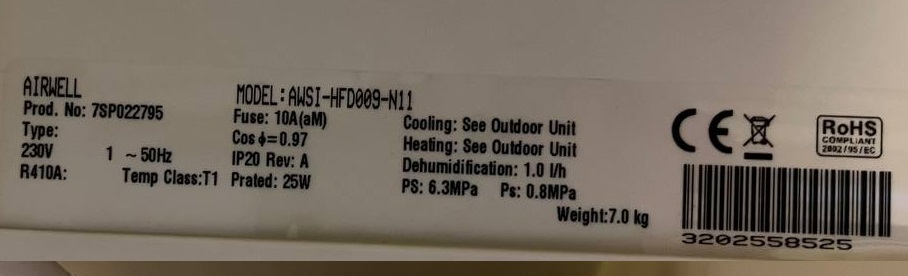 AIRWELL
MODEL: AWSI-HFD009-N11
Prod. No: 7SP022795
Fuse: 10A(aM)
Cooling: See Outdoor Unit
Type:
Cos ϕ=0.97
Heating: See Outdoor Unit
230V 1 ~ 50Hz
IP20 Rev: A
Dehumidification: 1.0 l/h
R410A: Temp Class:T1
Prated: 25W
PS: 6.3MPa Ps: 0.8MPa
Weight:7.0 kg
CE
RoHS
COMPLIANT
2002/95/EC
3202558525